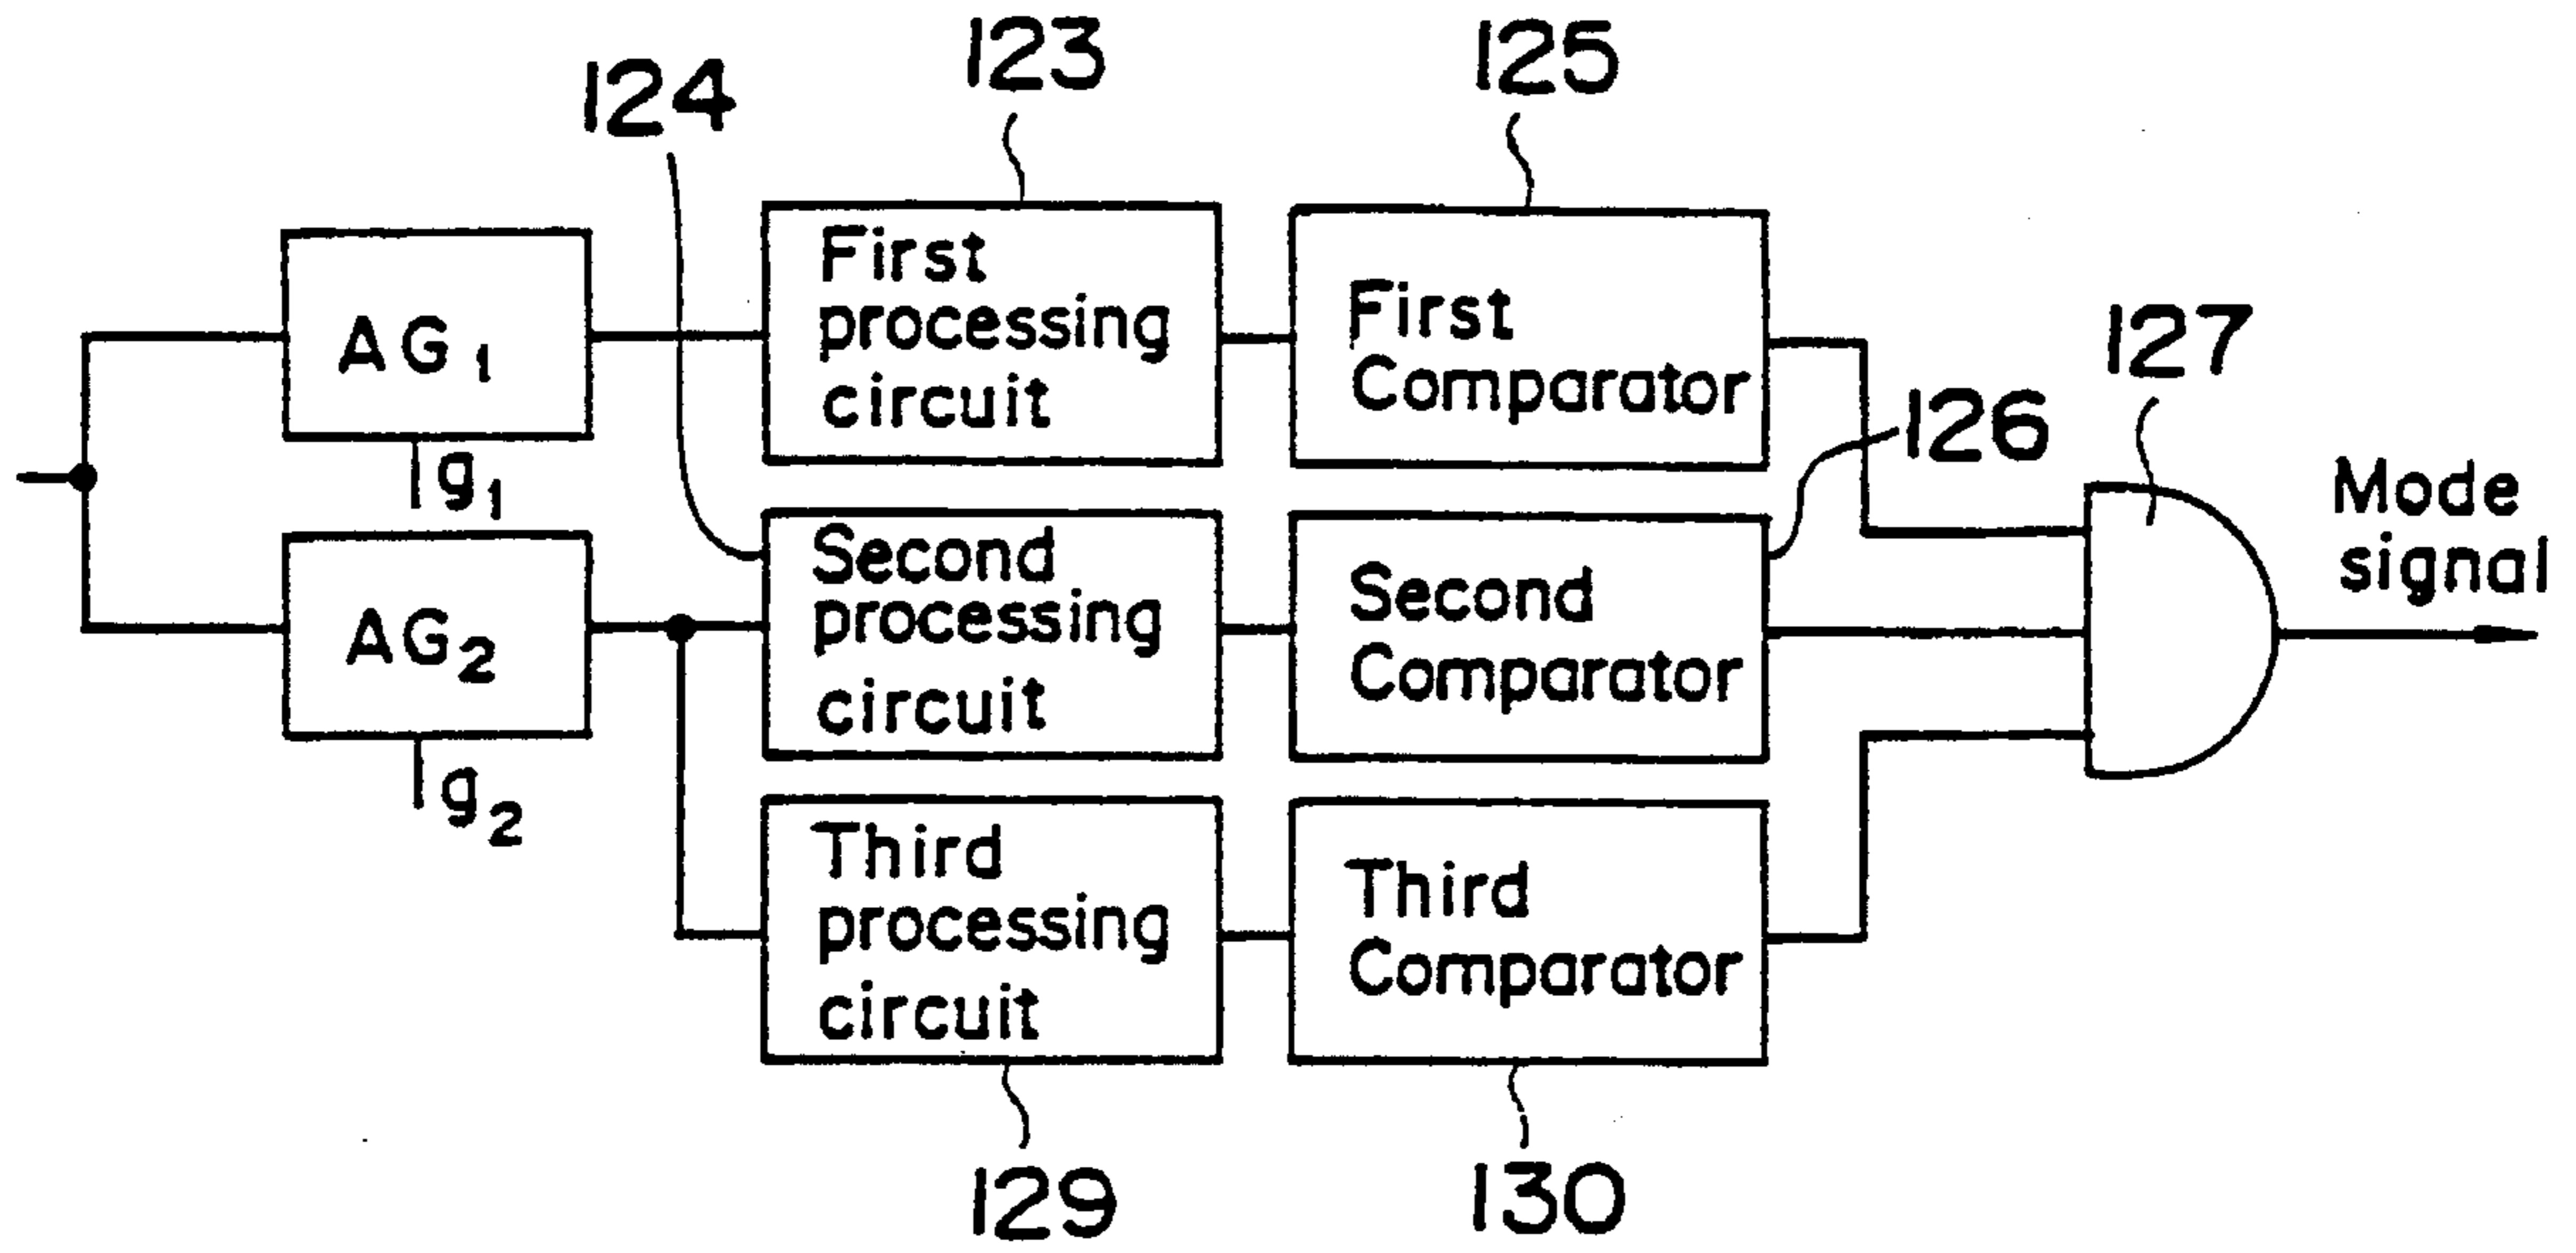 123
125
124
First
processing
circuit
First
Comparator
AG1
g1
127
126
Mode
signal
Second
processing
circuit
Second
Comparator
AG2
g2
Third
processing
circuit
Third
Comparator
129
130